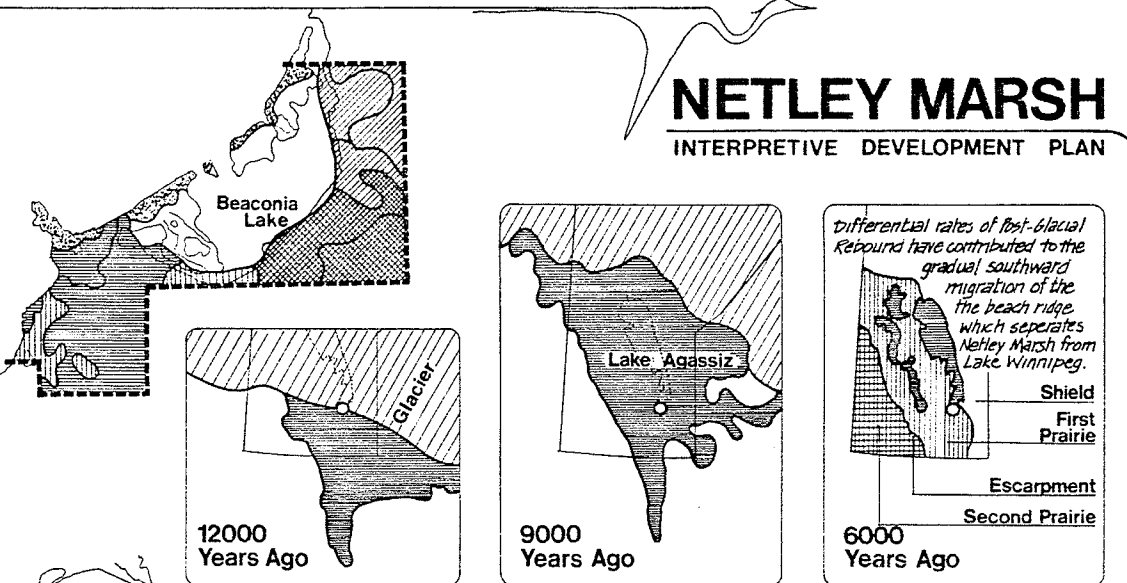 NETLEY MARSH
INTERPRETIVE DEVELOPMENT PLAN
Beaconia
Lake
Glacier
12000
Years Ago
Lake Agassiz
9000
Years Ago
Differential rates of Post-Glacial
Rebound have contributed to the
gradual southward
migration of the
the beach ridge
which seperates
Netley Marsh from
Lake Winnipeg.
Shield
First
Prairie
Escarpment
Second Prairie
6000
Years Ago